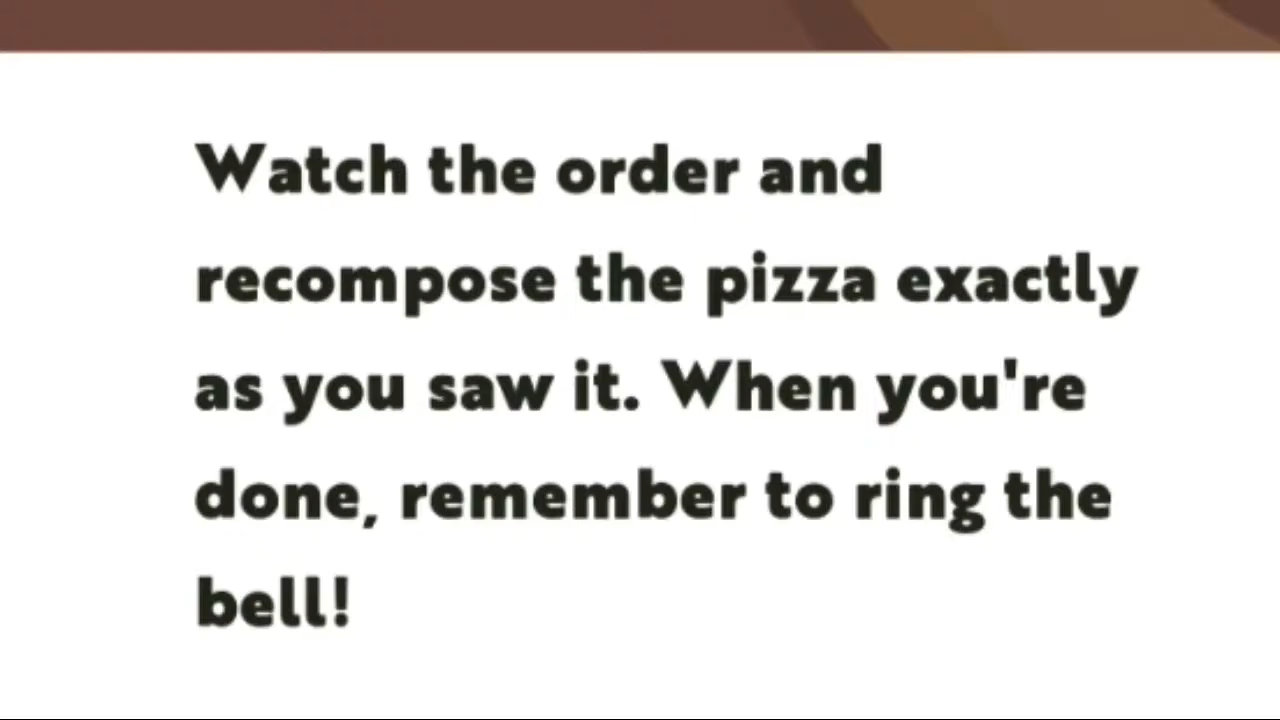 Watch the order and
recompose the pizza exactly
as you saw it. When you're
done, remember to ring the
bell!